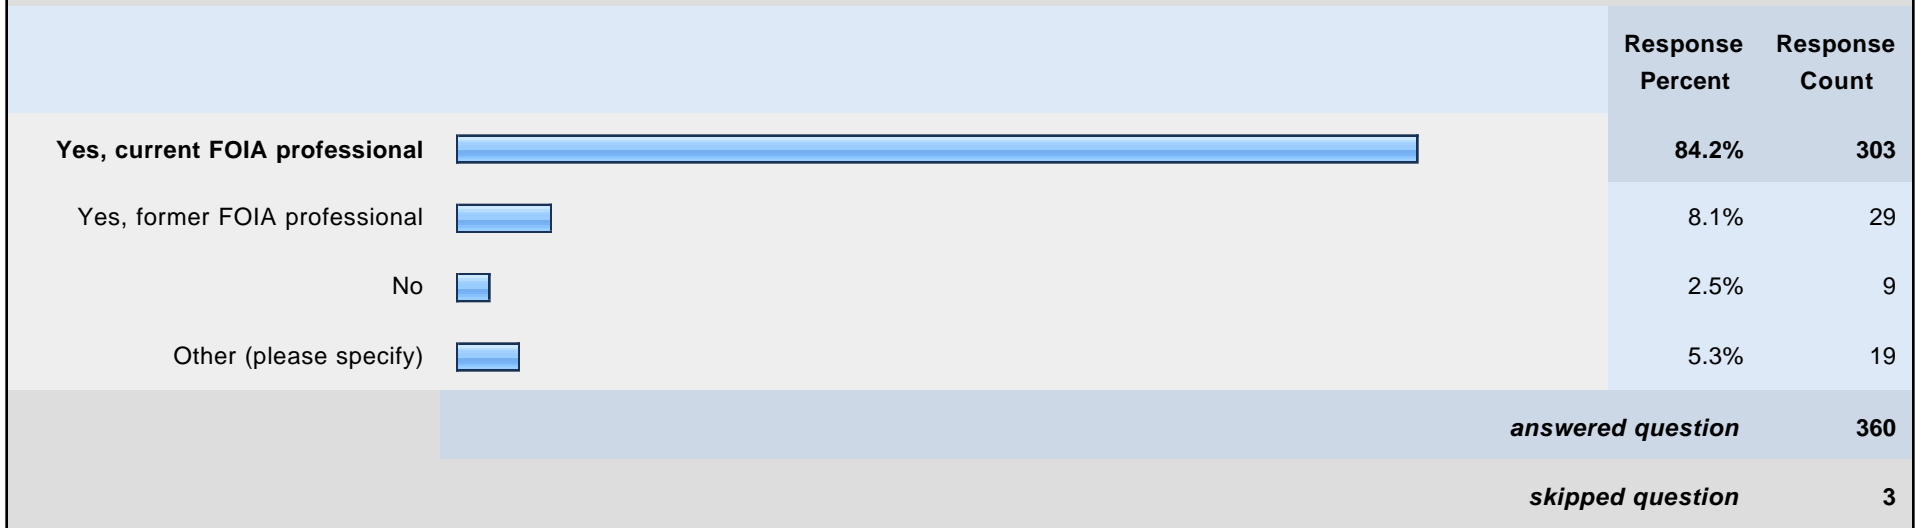 Response Percent Response Count
Yes, current FOIA professional 84.2% 303
Yes, former FOIA professional 8.1% 29
No 2.5% 9
Other (please specify) 5.3% 19
answered question 360
skipped question 3